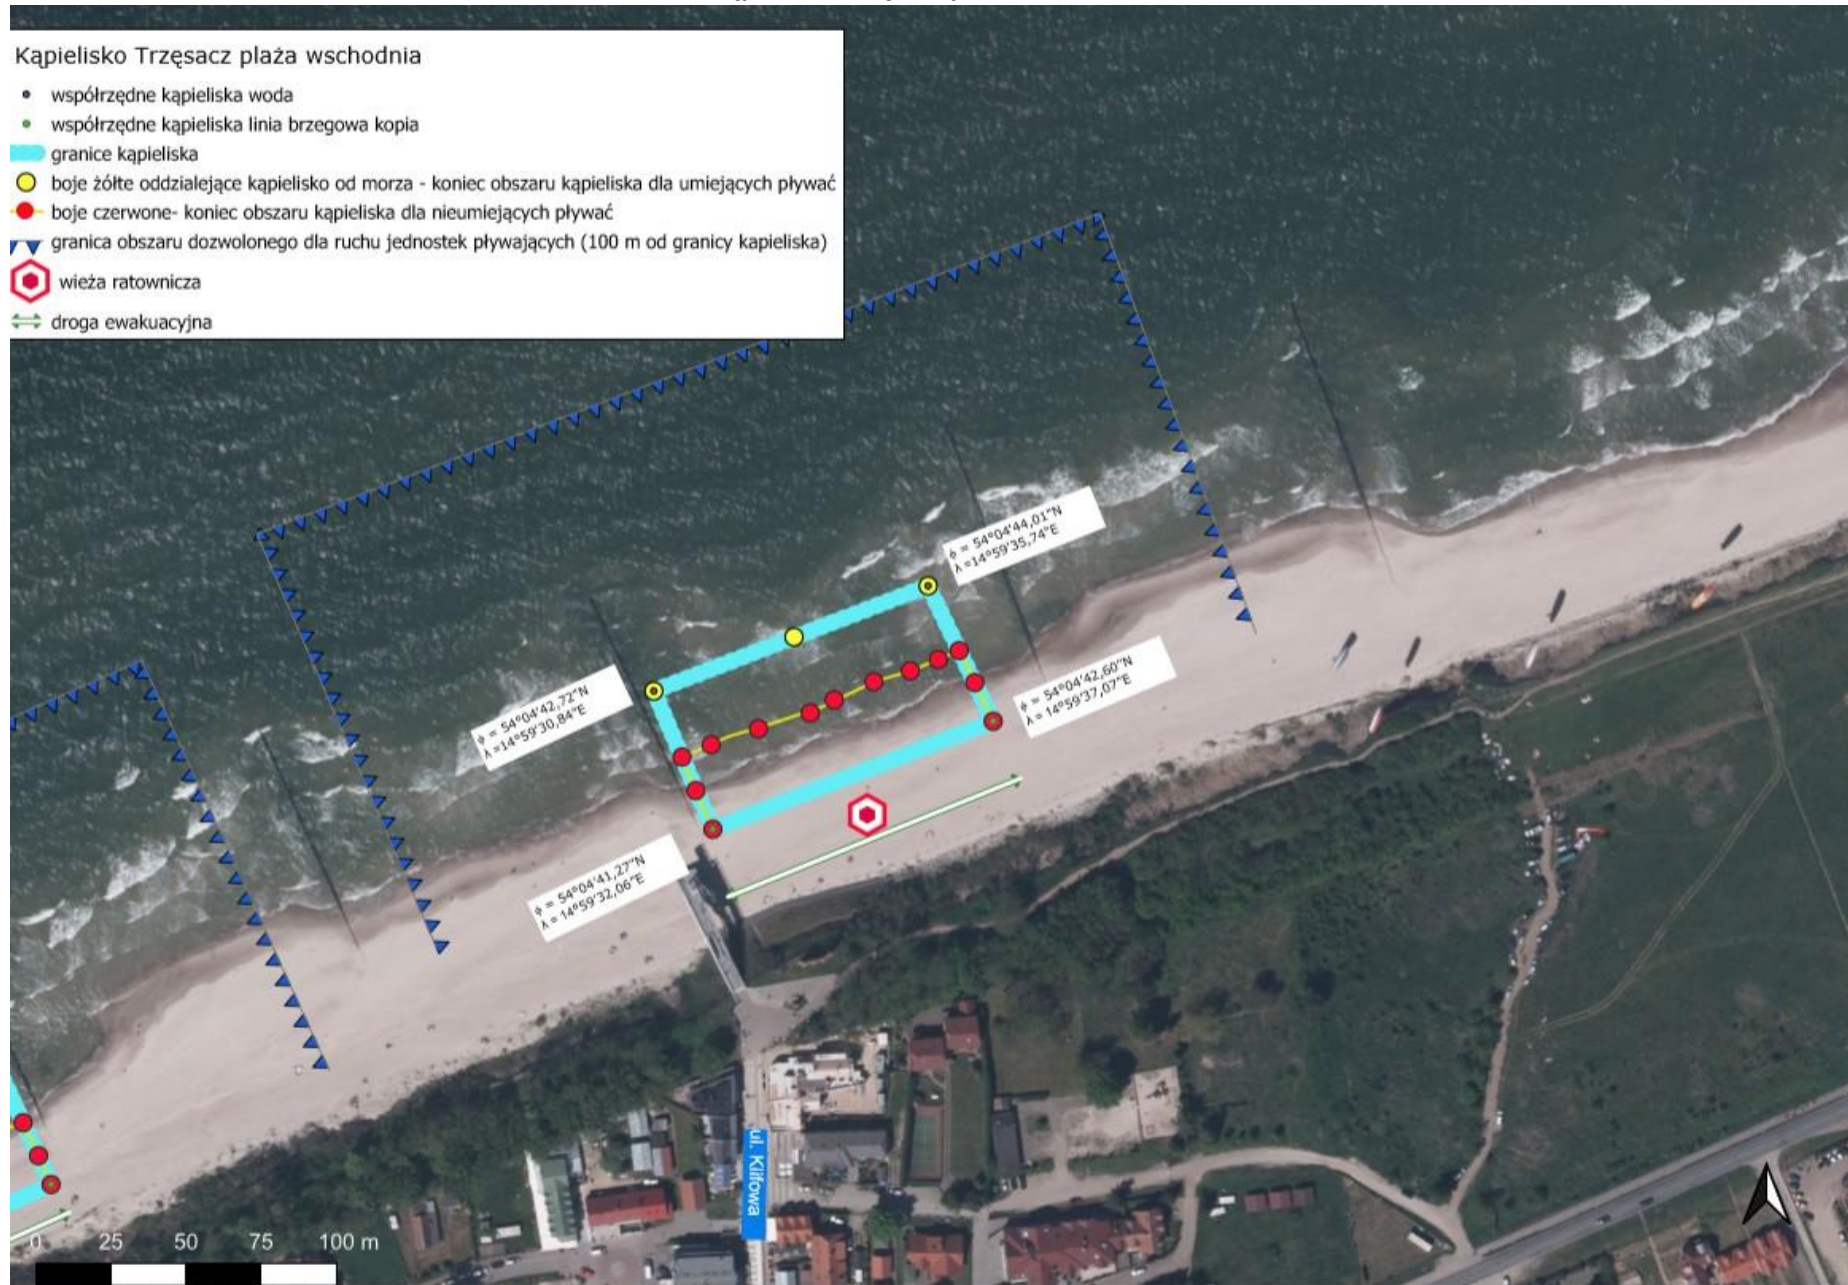 Kąpielisko Trzęsacz plaża wschodnia
współrzędne kąpieliska woda
współrzędne kąpieliska linia brzegowa kopia
granice kąpieliska
boje żółte oddzialejące kąpielisko od morza - koniec obszaru kąpieliska dla umiejących pływać
boje czerwone- koniec obszaru kąpieliska dla nieumiejących pływać
granica obszaru dozwolonego dla ruchu jednostek pływających (100 m od granicy kapieliska)
wieża ratownicza
droga ewakuacyjna
ϕ = 54°04'44,01"N
λ =14°59'35,74"E
ϕ = 54°04'42,60"N
λ = 14°59'37,07"E
ϕ = 54°04'42,72"N
λ =14°59'30,84"E
ϕ = 54°04'41,27"N
λ = 14°59'32,06"E
ul. Klifowa
0 25 50 75 100 m